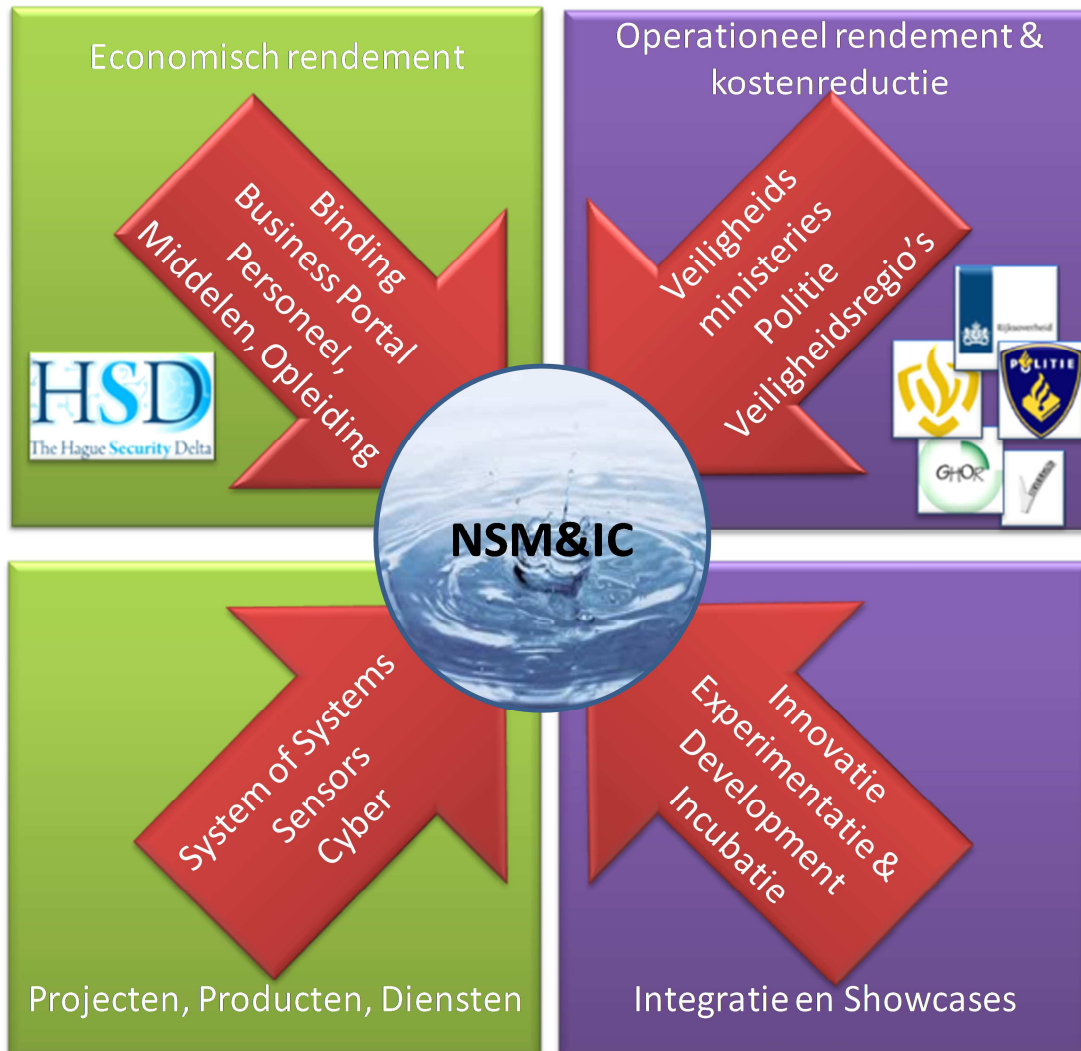 Economisch rendement
Binding
Business Portal
Personeel,
Middelen, Opleiding
HSD
The Hague Security Delta
Operationeel rendement &
kostenreductie
Veiligheids
ministeries
Politie
Veiligheidsregio's
Rijksoverheid
POLITIE
GHOR
NSM&IC
System of Systems
Sensors
Cyber
Projecten, Producten, Diensten
Innovatie
Experimentatie &
Development
Incubatie
Integratie en Showcases